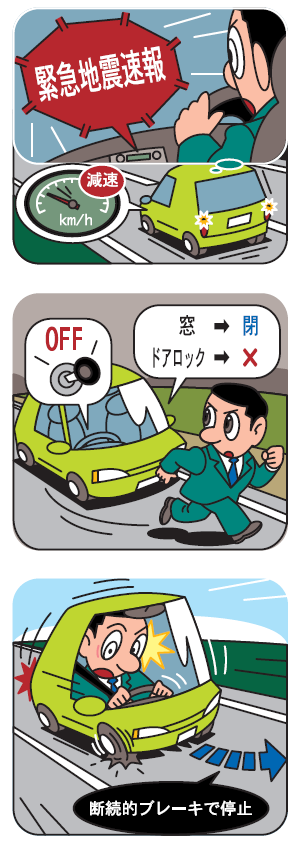 緊急地震速報
減速
km/h
OFF
窓 ➡ 閉
ドアロック ➡ ×
断続的ブレーキで停止